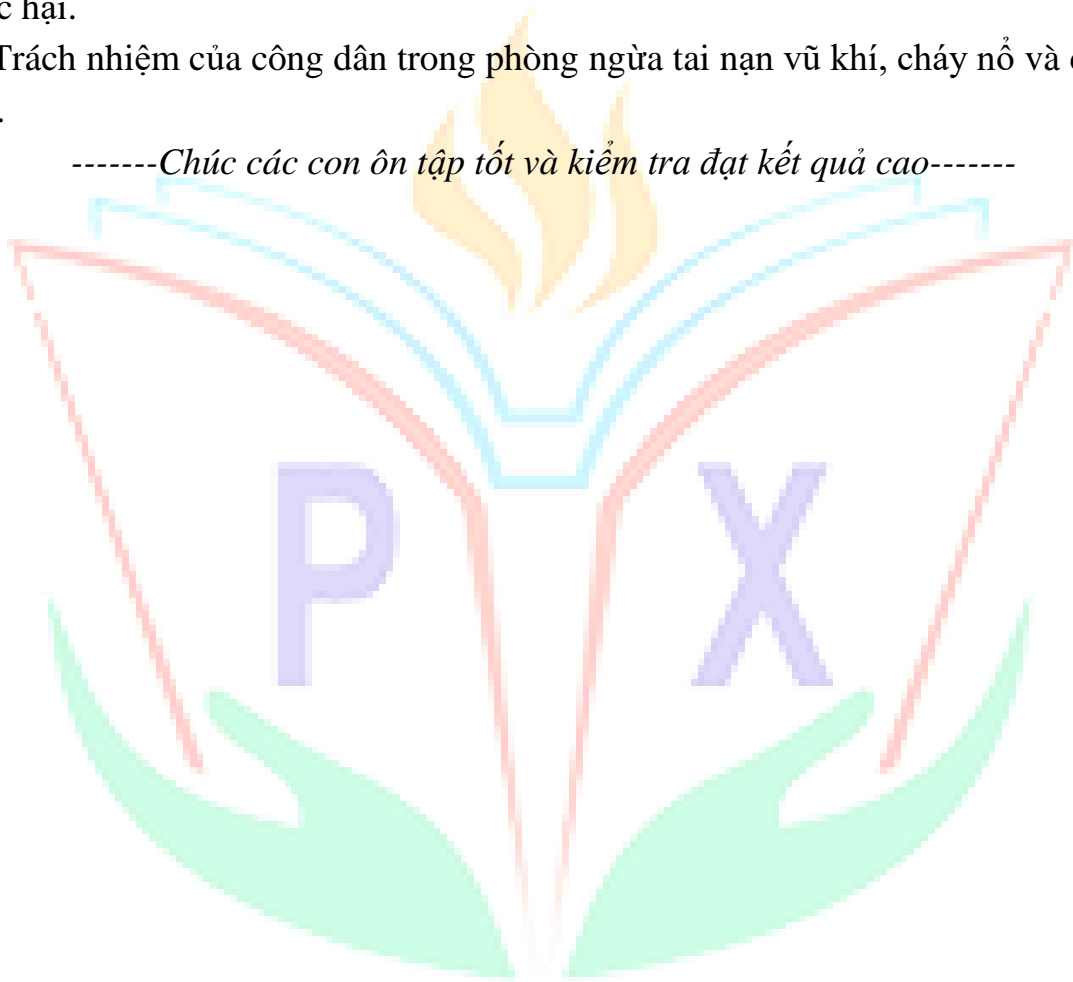 c hại.
Trách nhiệm của công dân trong phòng ngừa tai nạn vũ khí, cháy nổ và
.
-------Chúc các con ôn tập tốt và kiểm tra đạt kết quả cao-------
P X